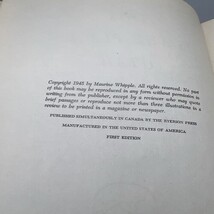 Copyright 1945 by Maurine Whipple. All rights reserved. No part
of this book may be reproduced in any form without permission in
writing from the publisher, except by a reviewer who may quote
brief passages or reproduce not more than three illustrations in a
review to be printed in a magazine or newspaper.
PUBLISHED SIMULTANEOUSLY IN CANADA BY THE RYERSON PRESS
MANUFACTURED IN THE UNITED STATES OF AMERICA
FIRST EDITION